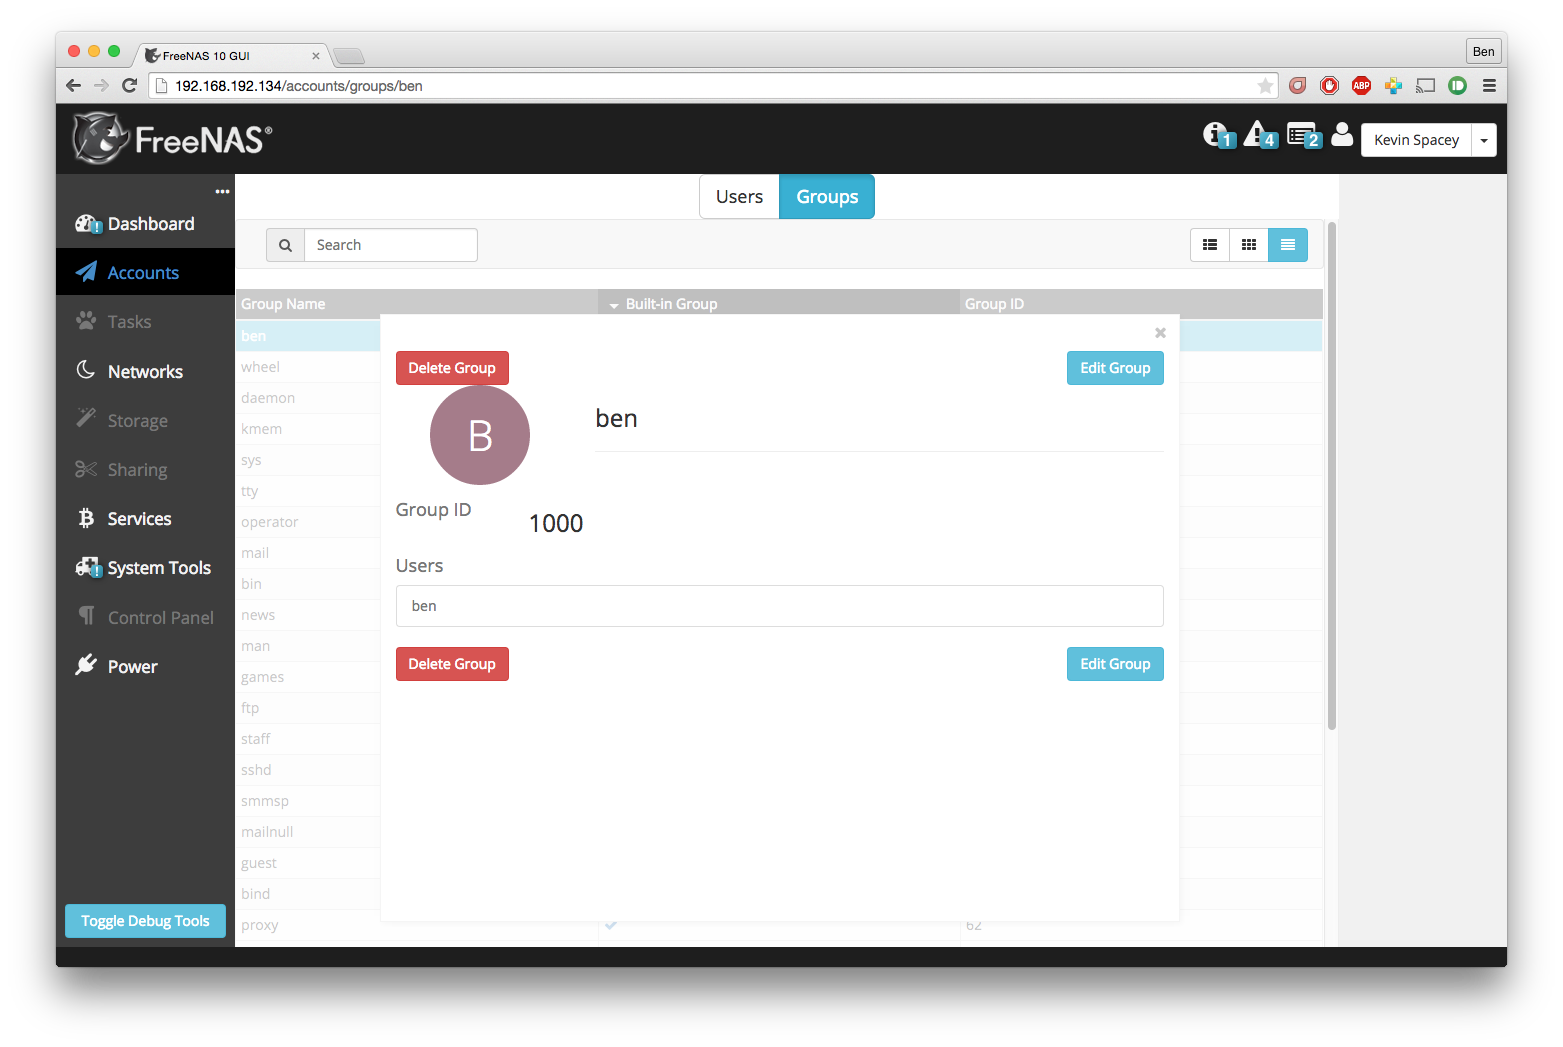 FreeNAS 10 GUI
Ben
192.168.192.134/accounts/groups/ben
ABP
FreeNAS®
1
4
2
Kevin Spacey
Users
Groups
Dashboard
Accounts
Tasks
Networks
Storage
Sharing
Services
System Tools
Control Panel
Power
Toggle Debug Tools
Search
Group Name
Built-in Group
Group ID
ben
wheel
daemon
kmem
sys
tty
operator
mail
bin
news
man
games
ftp
staff
sshd
smmsp
mailnull
guest
bind
proxy
62
Delete Group
Edit Group
B
ben
Group ID
1000
Users
ben
Delete Group
Edit Group